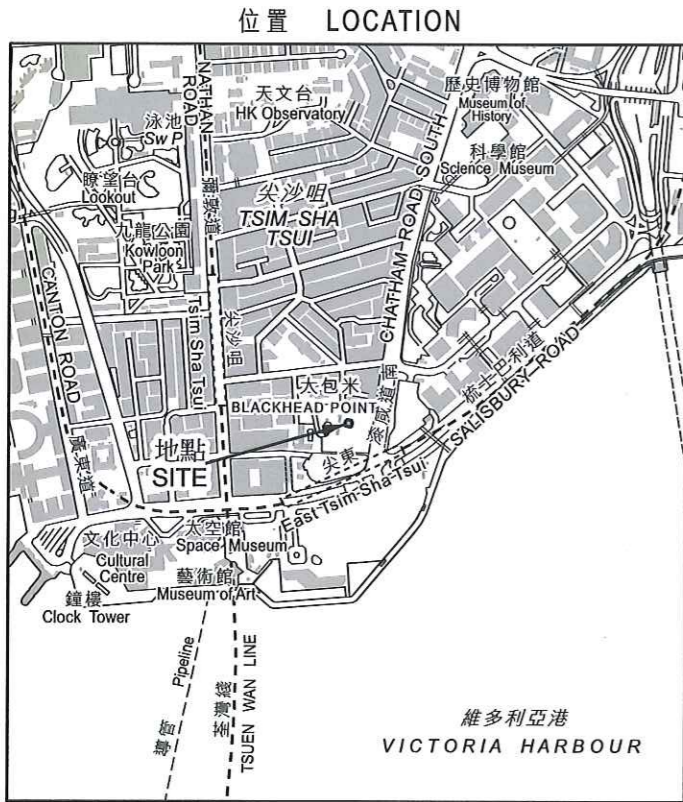 位置 LOCATION
NATHAN
ROAD
彌敦道
天文台
HK Observatory
歷史博物館
Museum of
History
泳池
Sw P
科學館
Science Museum
瞭望台
Lookout
尖沙咀
TSIM SHA
TSUI
CHATHAM ROAD SOUTH
漆咸道南
九龍公園
Kowloon
Park
CANTON ROAD
廣東道
Tsim Sha Tsui
尖沙咀
梳士巴利道
SALISBURY ROAD
大包米
BLACKHEAD POINT
地點
SITE
尖東
East Tsim Sha Tsui
文化中心
Cultural
Centre
太空館
Space Museum
鐘樓
Clock Tower
藝術館
Museum of Art
Pipeline
荃灣綫
TSUEN WAN LINE
維多利亞港
VICTORIA HARBOUR